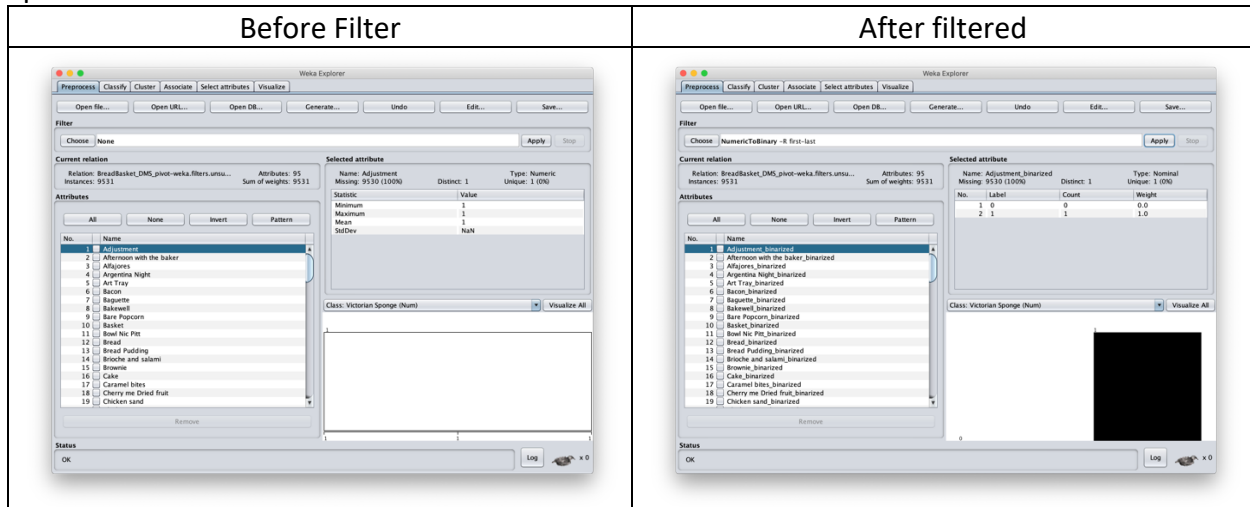 Before Filter
After filtered
Weka Explorer
Preprocess Classify Cluster Associate Select attributes Visualize
Open file... Open URL... Open DB... Generate... Undo Edit... Save...
Filter
Choose None Apply Stop
Current relation
Relation: BreadBasket_DMS_pivot-weka.filters.unsu... Attributes: 95
Instances: 9531 Sum of weights: 9531
Attributes
All None Invert Pattern
No. Name
1 Adjustment
2 Afternoon with the baker
3 Alfajores
4 Argentina Night
5 Art Tray
6 Bacon
7 Baguette
8 Bakewell
9 Bare Popcorn
10 Basket
11 Bowl Nic Pitt
12 Bread
13 Bread Pudding
14 Brioche and salami
15 Brownie
16 Cake
17 Caramel bites
18 Cherry me Dried fruit
19 Chicken sand
Remove
Selected attribute
Name: Adjustment Type: Numeric
Missing: 9530 (100%) Distinct: 1 Unique: 1 (0%)
Statistic Value
Minimum 1
Maximum 1
Mean 1
StdDev NaN
Class: Victorian Sponge (Num) Visualize All
1
1 1 1
Status
OK Log x 0
Weka Explorer
Preprocess Classify Cluster Associate Select attributes Visualize
Open file... Open URL... Open DB... Generate... Undo Edit... Save...
Filter
Choose NumericToBinary -R first-last Apply Stop
Current relation
Relation: BreadBasket_DMS_pivot-weka.filters.unsu... Attributes: 95
Instances: 9531 Sum of weights: 9531
Attributes
All None Invert Pattern
No. Name
1 Adjustment_binarized
2 Afternoon with the baker_binarized
3 Alfajores_binarized
4 Argentina Night_binarized
5 Art Tray_binarized
6 Bacon_binarized
7 Baguette_binarized
8 Bakewell_binarized
9 Bare Popcorn_binarized
10 Basket_binarized
11 Bowl Nic Pitt_binarized
12 Bread_binarized
13 Bread Pudding_binarized
14 Brioche and salami_binarized
15 Brownie_binarized
16 Cake_binarized
17 Caramel bites_binarized
18 Cherry me Dried fruit_binarized
19 Chicken sand_binarized
Remove
Selected attribute
Name: Adjustment_binarized Type: Nominal
Missing: 9530 (100%) Distinct: 1 Unique: 1 (0%)
No. Label Count Weight
1 0 0 0.0
2 1 1 1.0
Class: Victorian Sponge (Num) Visualize All
1
0
Status
OK Log x 0